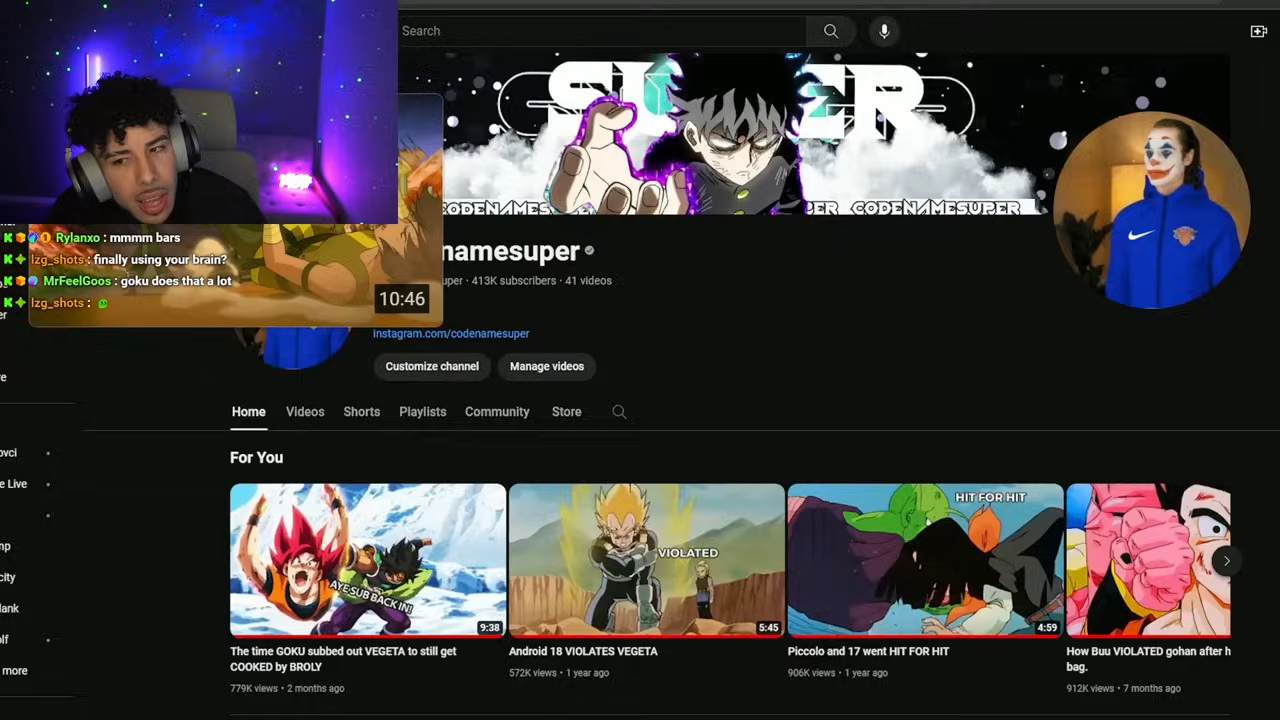 Search
SUPER
CODENAMESUPER
namesuper
uper · 413K subscribers · 41 videos
Rylanxo : mmmm bars
lzg_shots : finally using your brain?
MrFeelGoos : goku does that a lot
lzg_shots :
10:46
instagram.com/codenamesuper
Customize channel
Manage videos
Home Videos Shorts Playlists Community Store
For You
ovci
e Live
mp
city
lank
olf
more
AYE SUB BACK IN!
9:38
VIOLATED
5:45
HIT FOR HIT
4:59
The time GOKU subbed out VEGETA to still get
COOKED by BROLY
779K views • 2 months ago
Android 18 VIOLATES VEGETA
572K views • 1 year ago
Piccolo and 17 went HIT FOR HIT
906K views • 1 year ago
How Buu VIOLATED gohan after h
bag.
912K views • 7 months ago